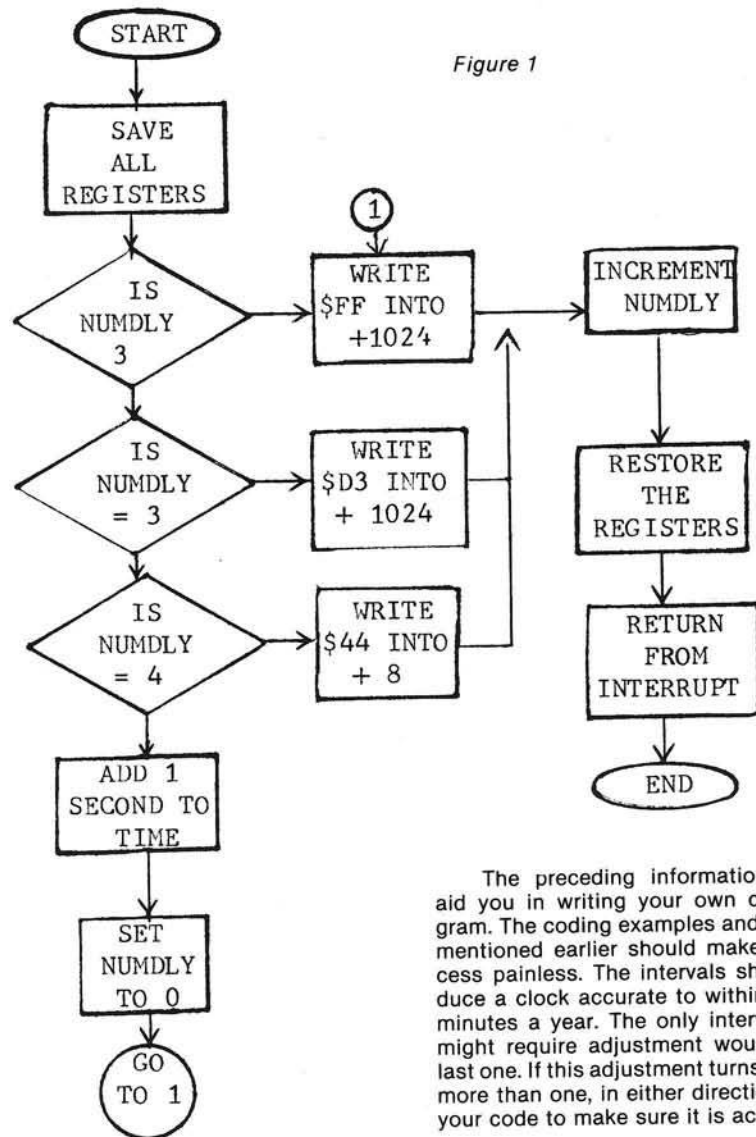 START
Figure 1
SAVE
ALL
REGISTERS
IS
NUMDLY
3
1
WRITE
$FF INTO
+1024
INCREMENT
NUMDLY
IS
NUMDLY
= 3
WRITE
$D3 INTO
+ 1024
RESTORE
THE
REGISTERS
IS
NUMDLY
= 4
WRITE
$44 INTO
+ 8
RETURN
FROM
INTERRUPT
END
ADD 1
SECOND TO
TIME
SET
NUMDLY
TO 0
GO
TO 1
The preceding informatio
aid you in writing your own
gram. The coding examples and
mentioned earlier should make
cess painless. The intervals sh
duce a clock accurate to within
minutes a year. The only inter
might require adjustment wou
last one. If this adjustment turns
more than one, in either directi
your code to make sure it is ac